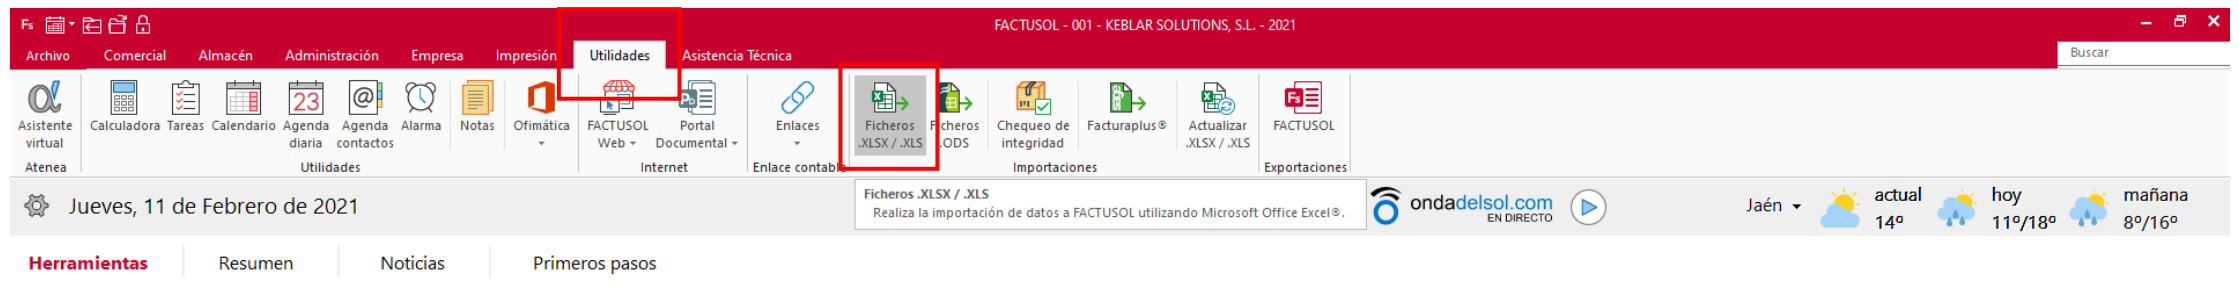 Fs
FACTUSOL - 001 - KEBLAR SOLUTIONS, S.L. - 2021
Archivo Comercial Almacén Administración Empresa Impresión Utilidades Asistencia Técnica Buscar
Asistente virtual
Calculadora
Tareas
Calendario
23
Agenda diaria
Agenda contactos
Alarma
Notas
Ofimática
FACTUSOL Web
Portal Documental
Enlaces
Ficheros .XLSX / .XLS
Ficheros .ODS
Chequeo de integridad
Facturaplus®
Actualizar .XLSX / .XLS
FACTUSOL
Atenea Utilidades Internet Enlace contable Importaciones Exportaciones
Jueves, 11 de Febrero de 2021
Ficheros .XLSX / .XLS
Realiza la importación de datos a FACTUSOL utilizando Microsoft Office Excel®.
ondadelsol.com
EN DIRECTO
Jaén
actual
14º
hoy
11º/18º
mañana
8º/16º
Herramientas Resumen Noticias Primeros pasos